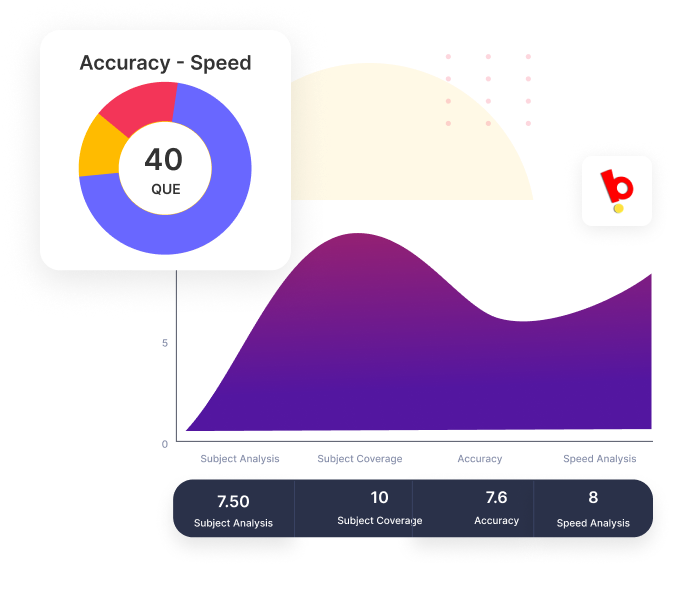 Accuracy - Speed
40
QUE
b
5
0
Subject Analysis Subject Coverage Accuracy Speed Analysis
7.50 10 7.6 8
Subject Analysis Subject Coverage Accuracy Speed Analysis